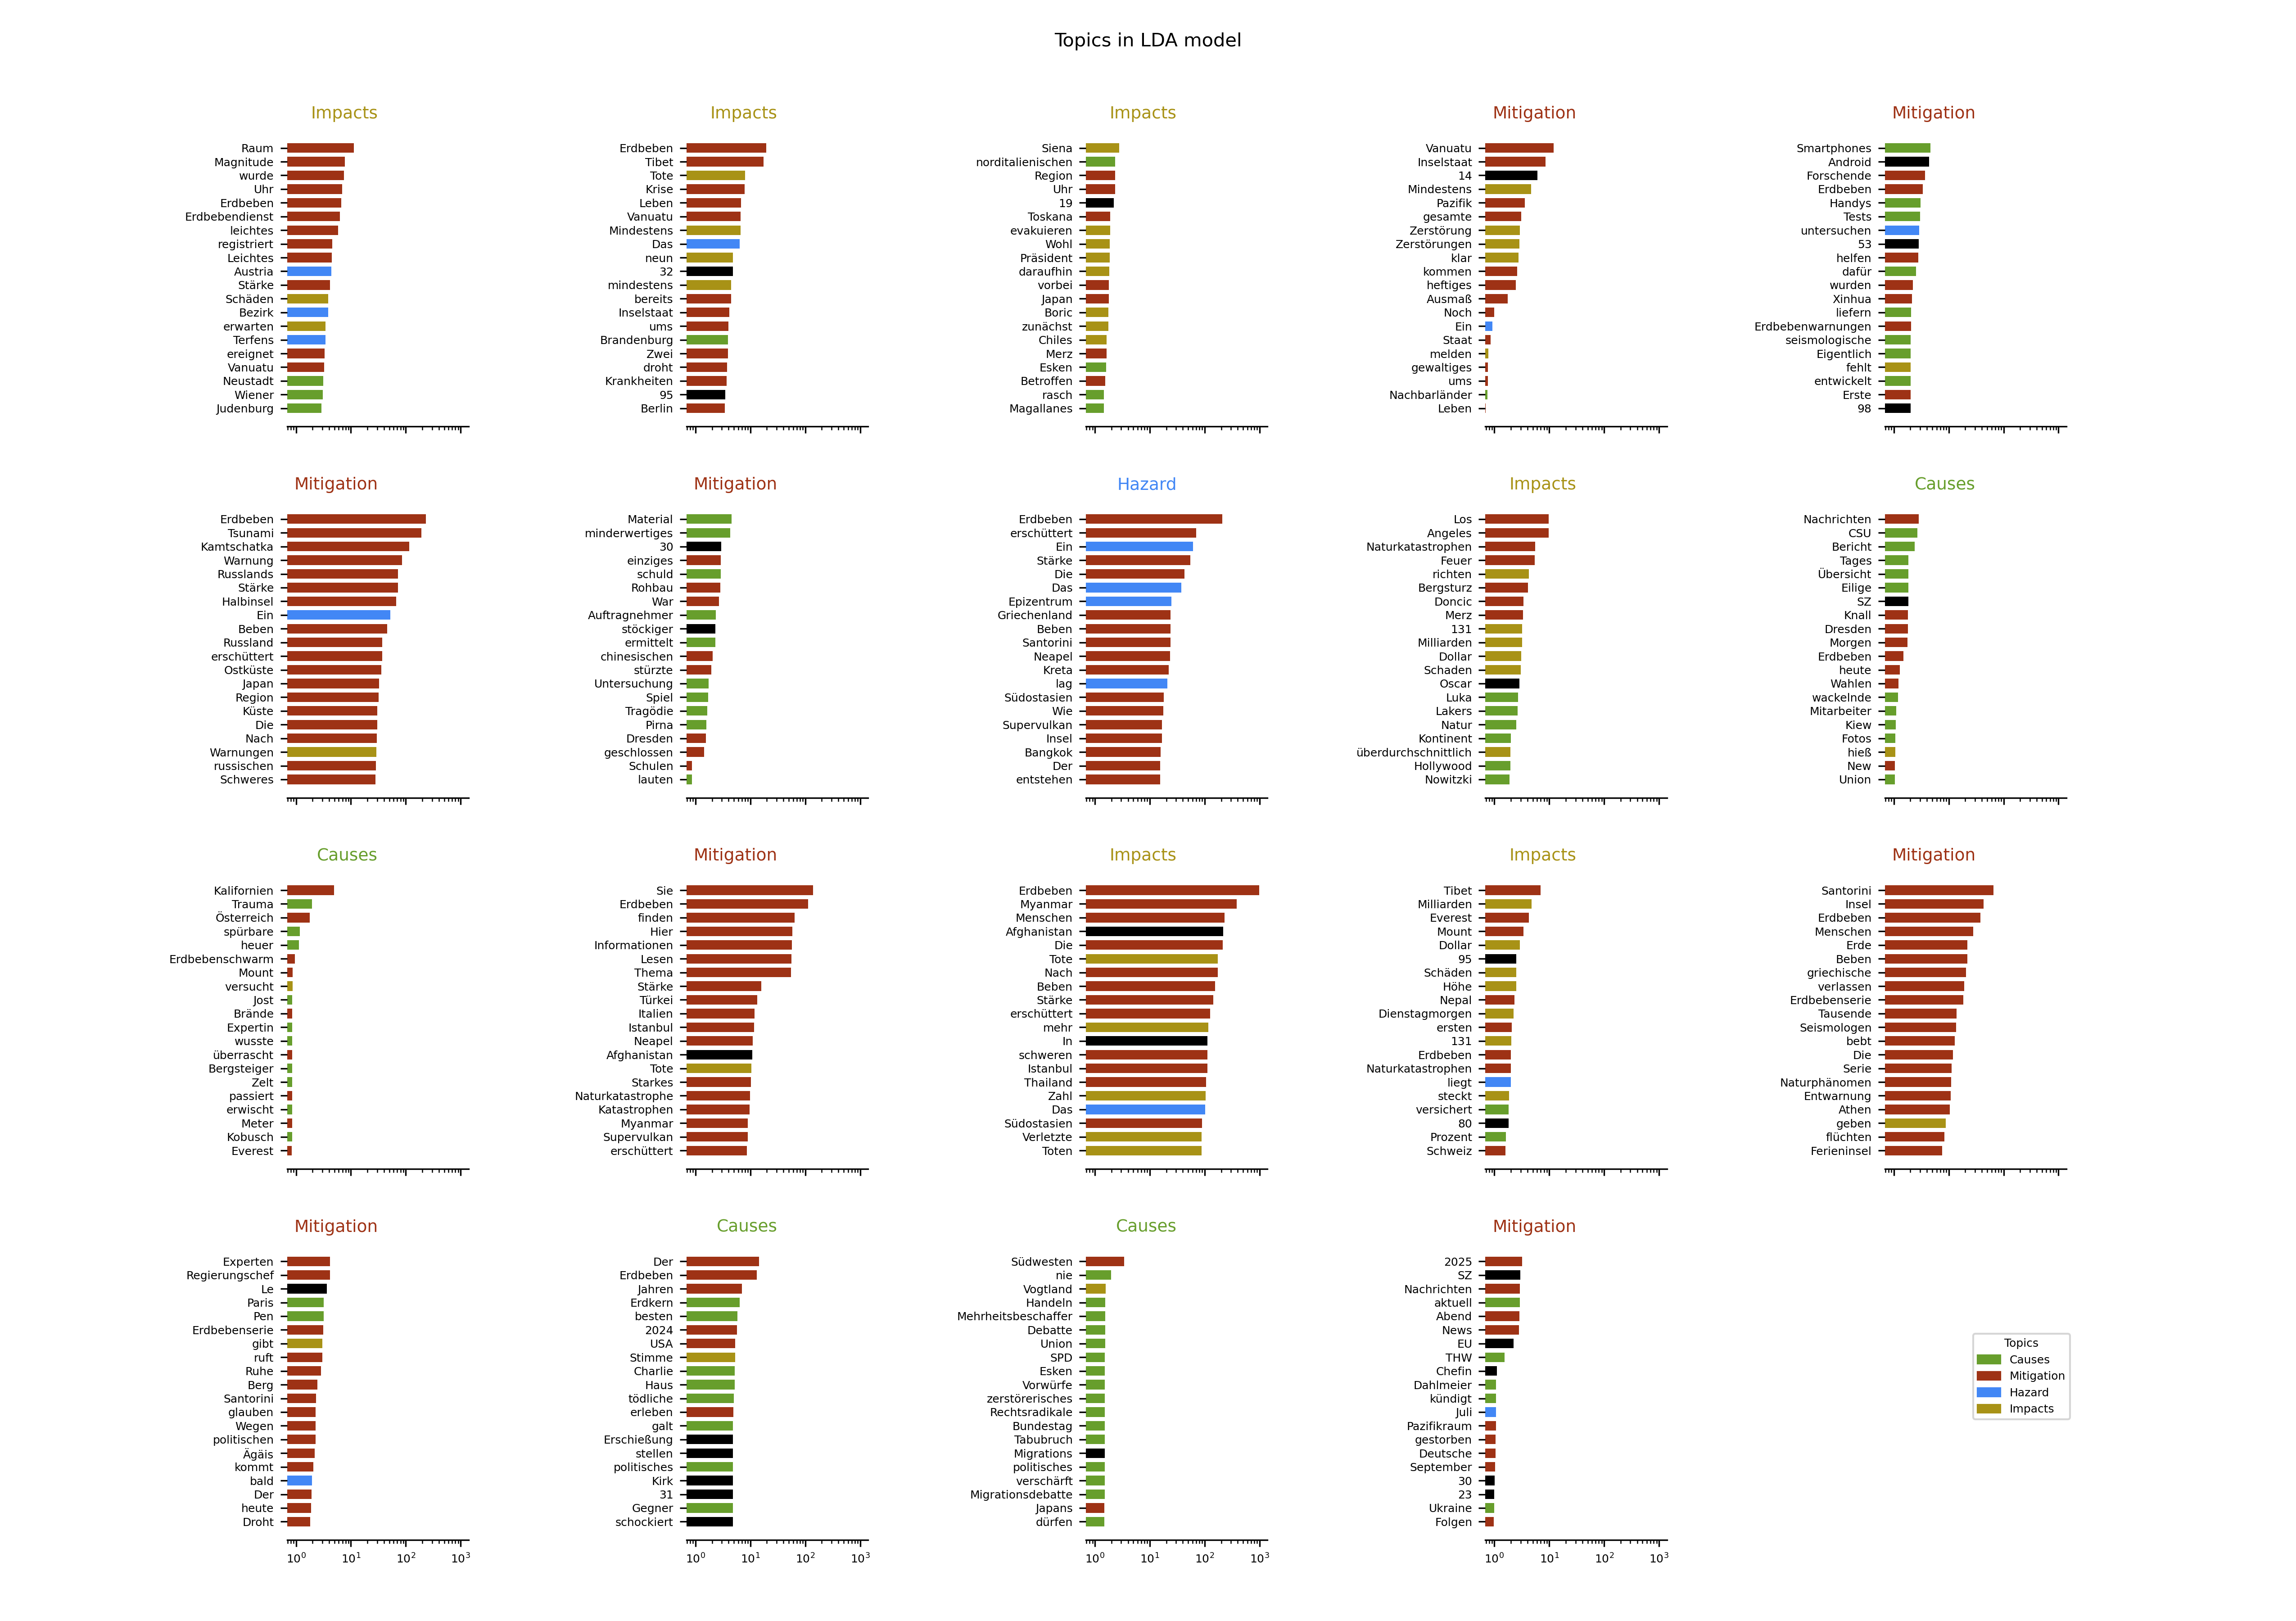 Topics in LDA model
Impacts
Raum
Magnitude
wurde
Uhr
Erdbeben
Erdbebendienst
leichtes
registriert
Leichtes
Austria
Stärke
Schäden
Bezirk
erwarten
Terfens
ereignet
Vanuatu
Neustadt
Wiener
Judenburg
Impacts
Erdbeben
Tibet
Tote
Krise
Leben
Vanuatu
Mindestens
Das
neun
32
mindestens
bereits
Inselstaat
ums
Brandenburg
Zwei
droht
Krankheiten
95
Berlin
Impacts
Siena
norditalienischen
Region
Uhr
19
Toskana
evakuieren
Wohl
Präsident
daraufhin
vorbei
Japan
Boric
zunächst
Chiles
Merz
Esken
Betroffen
rasch
Magallanes
Mitigation
Vanuatu
Inselstaat
14
Mindestens
Pazifik
gesamte
Zerstörung
Zerstörungen
klar
kommen
heftiges
Ausmaß
Noch
Ein
Staat
melden
gewaltiges
ums
Nachbarländer
Leben
Mitigation
Smartphones
Android
Forschende
Erdbeben
Handys
Tests
untersuchen
53
helfen
dafür
wurden
Xinhua
liefern
Erdbebenwarnungen
seismologische
Eigentlich
fehlt
entwickelt
Erste
98
Mitigation
Erdbeben
Tsunami
Kamtschatka
Warnung
Russlands
Stärke
Halbinsel
Ein
Beben
Russland
erschüttert
Ostküste
Japan
Region
Küste
Die
Nach
Warnungen
russischen
Schweres
Mitigation
Material
minderwertiges
30
einziges
schuld
Rohbau
War
Auftragnehmer
stöckiger
ermittelt
chinesischen
stürzte
Untersuchung
Spiel
Tragödie
Pirna
Dresden
geschlossen
Schulen
lauten
Hazard
Erdbeben
erschüttert
Ein
Stärke
Die
Das
Epizentrum
Griechenland
Beben
Santorini
Neapel
Kreta
lag
Südostasien
Wie
Supervulkan
Insel
Bangkok
Der
entstehen
Impacts
Los
Angeles
Naturkatastrophen
Feuer
richten
Bergsturz
Doncic
Merz
131
Milliarden
Dollar
Schaden
Oscar
Luka
Lakers
Natur
Kontinent
überdurchschnittlich
Hollywood
Nowitzki
Causes
Nachrichten
CSU
Bericht
Tages
Übersicht
Eilige
SZ
Knall
Dresden
Morgen
Erdbeben
heute
Wahlen
wackelnde
Mitarbeiter
Kiew
Fotos
hieß
New
Union
Causes
Kalifornien
Trauma
Österreich
spürbare
heuer
Erdbebenschwarm
Mount
versucht
Jost
Brände
Expertin
wusste
überrascht
Bergsteiger
Zelt
passiert
erwischt
Meter
Kobusch
Everest
Mitigation
Sie
Erdbeben
finden
Hier
Informationen
Lesen
Thema
Stärke
Türkei
Italien
Istanbul
Neapel
Afghanistan
Tote
Starkes
Naturkatastrophe
Katastrophen
Myanmar
Supervulkan
erschüttert
Impacts
Erdbeben
Myanmar
Menschen
Afghanistan
Die
Tote
Nach
Beben
Stärke
erschüttert
mehr
In
schweren
Istanbul
Thailand
Zahl
Das
Südostasien
Verletzte
Toten
Impacts
Tibet
Milliarden
Everest
Mount
Dollar
95
Schäden
Höhe
Nepal
Dienstagmorgen
ersten
131
Erdbeben
Naturkatastrophen
liegt
steckt
versichert
80
Prozent
Schweiz
Mitigation
Santorini
Insel
Erdbeben
Menschen
Erde
Beben
griechische
verlassen
Erdbebenserie
Tausende
Seismologen
bebt
Die
Serie
Naturphänomen
Entwarnung
Athen
geben
flüchten
Ferieninsel
Mitigation
Experten
Regierungschef
Le
Paris
Pen
Erdbebenserie
gibt
ruft
Ruhe
Berg
Santorini
glauben
Wegen
politischen
Ägäis
kommt
bald
Der
heute
Droht
10⁰ 10¹ 10² 10³
Causes
Der
Erdbeben
Jahren
Erdkern
besten
2024
USA
Stimme
Charlie
Haus
tödliche
erleben
galt
Erschießung
stellen
politisches
Kirk
31
Gegner
schockiert
10⁰ 10¹ 10² 10³
Causes
Südwesten
nie
Vogtland
Handeln
Mehrheitsbeschaffer
Debatte
Union
SPD
Esken
Vorwürfe
zerstörerisches
Rechtsradikale
Bundestag
Tabubruch
Migrations
politisches
verschärft
Migrationsdebatte
Japans
dürfen
10⁰ 10¹ 10² 10³
Mitigation
2025
SZ
Nachrichten
aktuell
Abend
News
EU
THW
Chefin
Dahlmeier
kündigt
Juli
Pazifikraum
gestorben
Deutsche
September
30
23
Ukraine
Folgen
10⁰ 10¹ 10² 10³
Topics
Causes
Mitigation
Hazard
Impacts